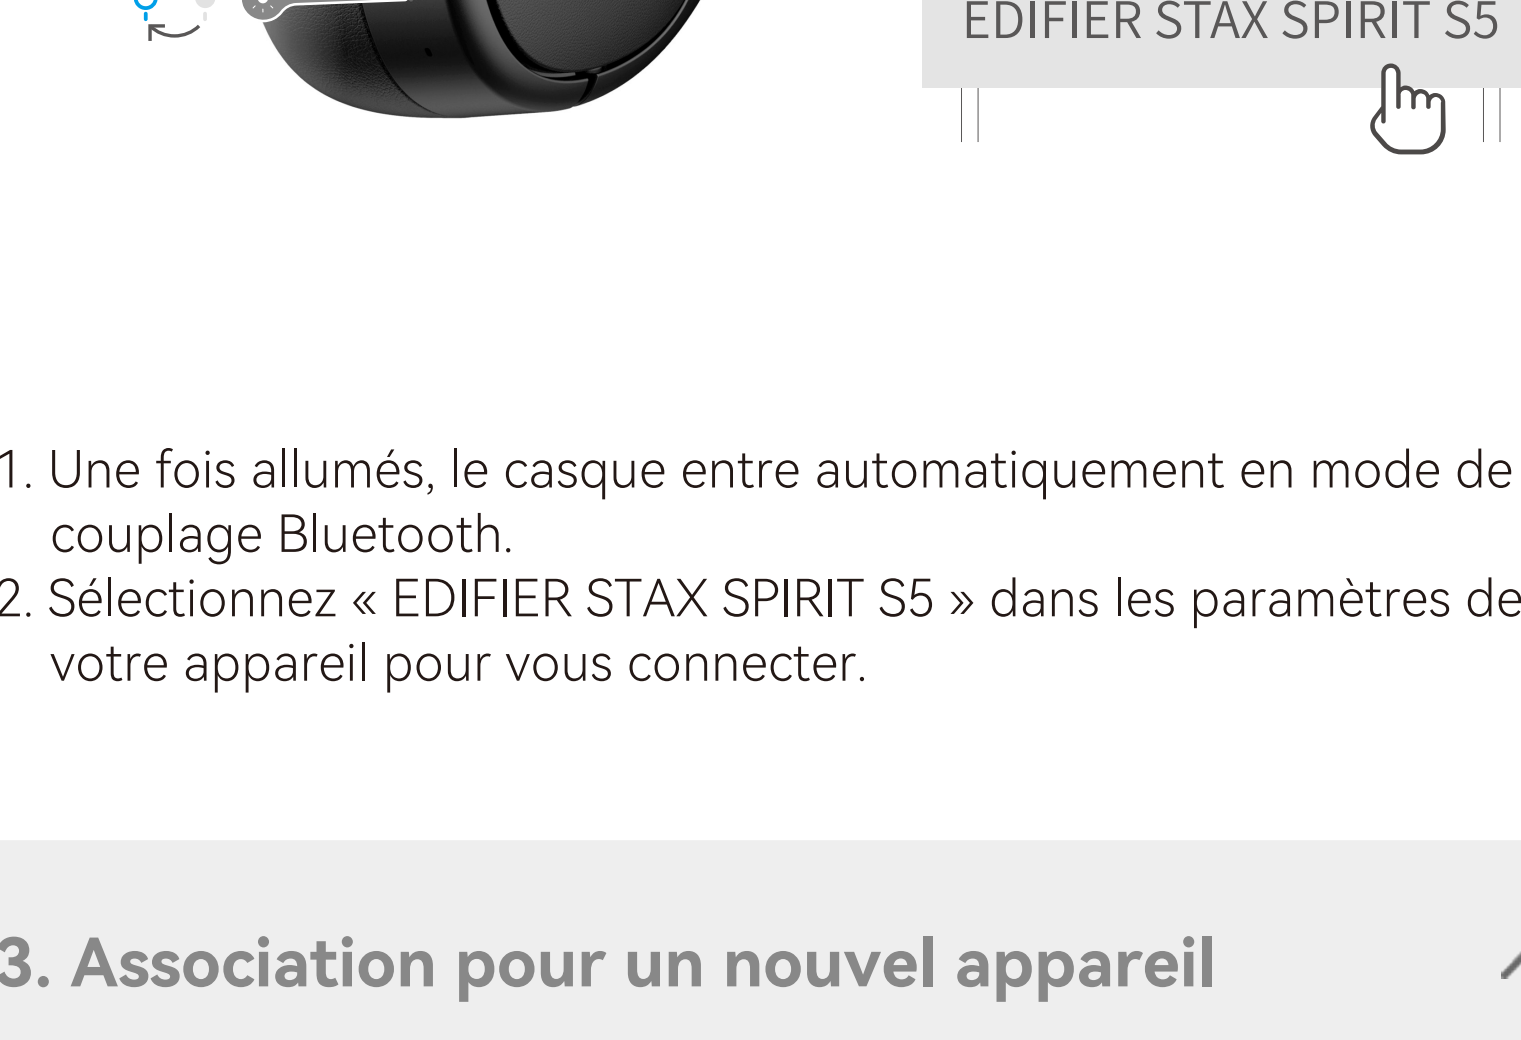 EDIFIER STAX SPIRIT S5
1. Une fois allumés, le casque entre automatiquement en mode de
couplage Bluetooth.
2. Sélectionnez « EDIFIER STAX SPIRIT S5 » dans les paramètres de
votre appareil pour vous connecter.
3. Association pour un nouvel appareil